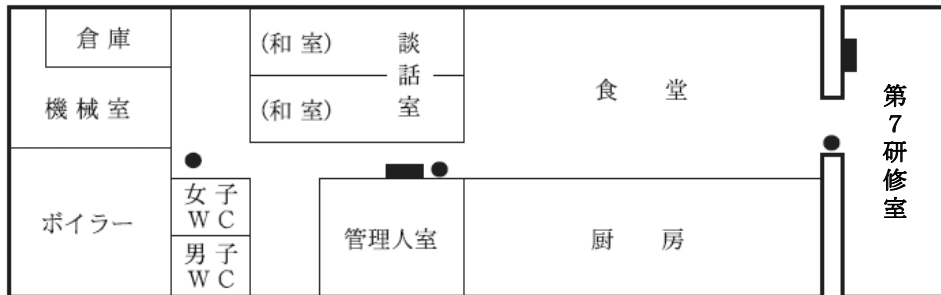 倉庫
機械室
ボイラー
(和室)
(和室)
談話室
食堂
女子
WC
男子
WC
管理人室
厨房
第7研修室